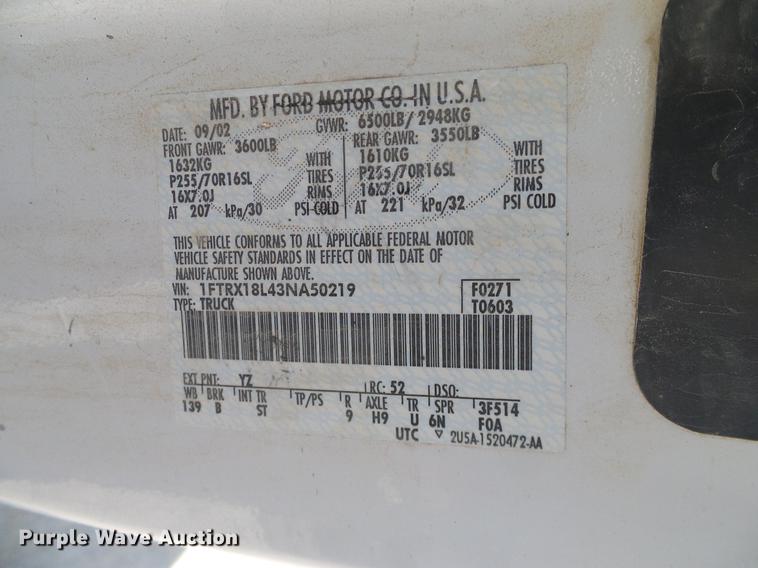 MFD. BY FORD MOTOR CO. IN U.S.A.
DATE: 09/02 GVWR: 6500LB/ 2948KG
FRONT GAWR: 3600LB REAR GAWR: 3550LB
1632KG WITH 1610KG WITH
P255/70R16SL TIRES P255/70R16SL TIRES
16X7.0J RIMS 16X7.0J RIMS
AT 207 kPa/30 PSI COLD AT 221 kPa/32 PSI COLD
THIS VEHICLE CONFORMS TO ALL APPLICABLE FEDERAL MOTOR
VEHICLE SAFETY STANDARDS IN EFFECT ON THE DATE OF
MANUFACTURE SHOWN ABOVE.
VIN: 1FTRX18L43NA50219 F0271
TYPE: TRUCK T0603
EXT PNT: YZ RC: 52 DSO:
WB BRK INT TR TP/PS R AXLE TR SPR 3F514
139 B ST 9 H9 U 6N F0A
UTC ▽ 2U5A-1520472-AA
Purple Wave Auction